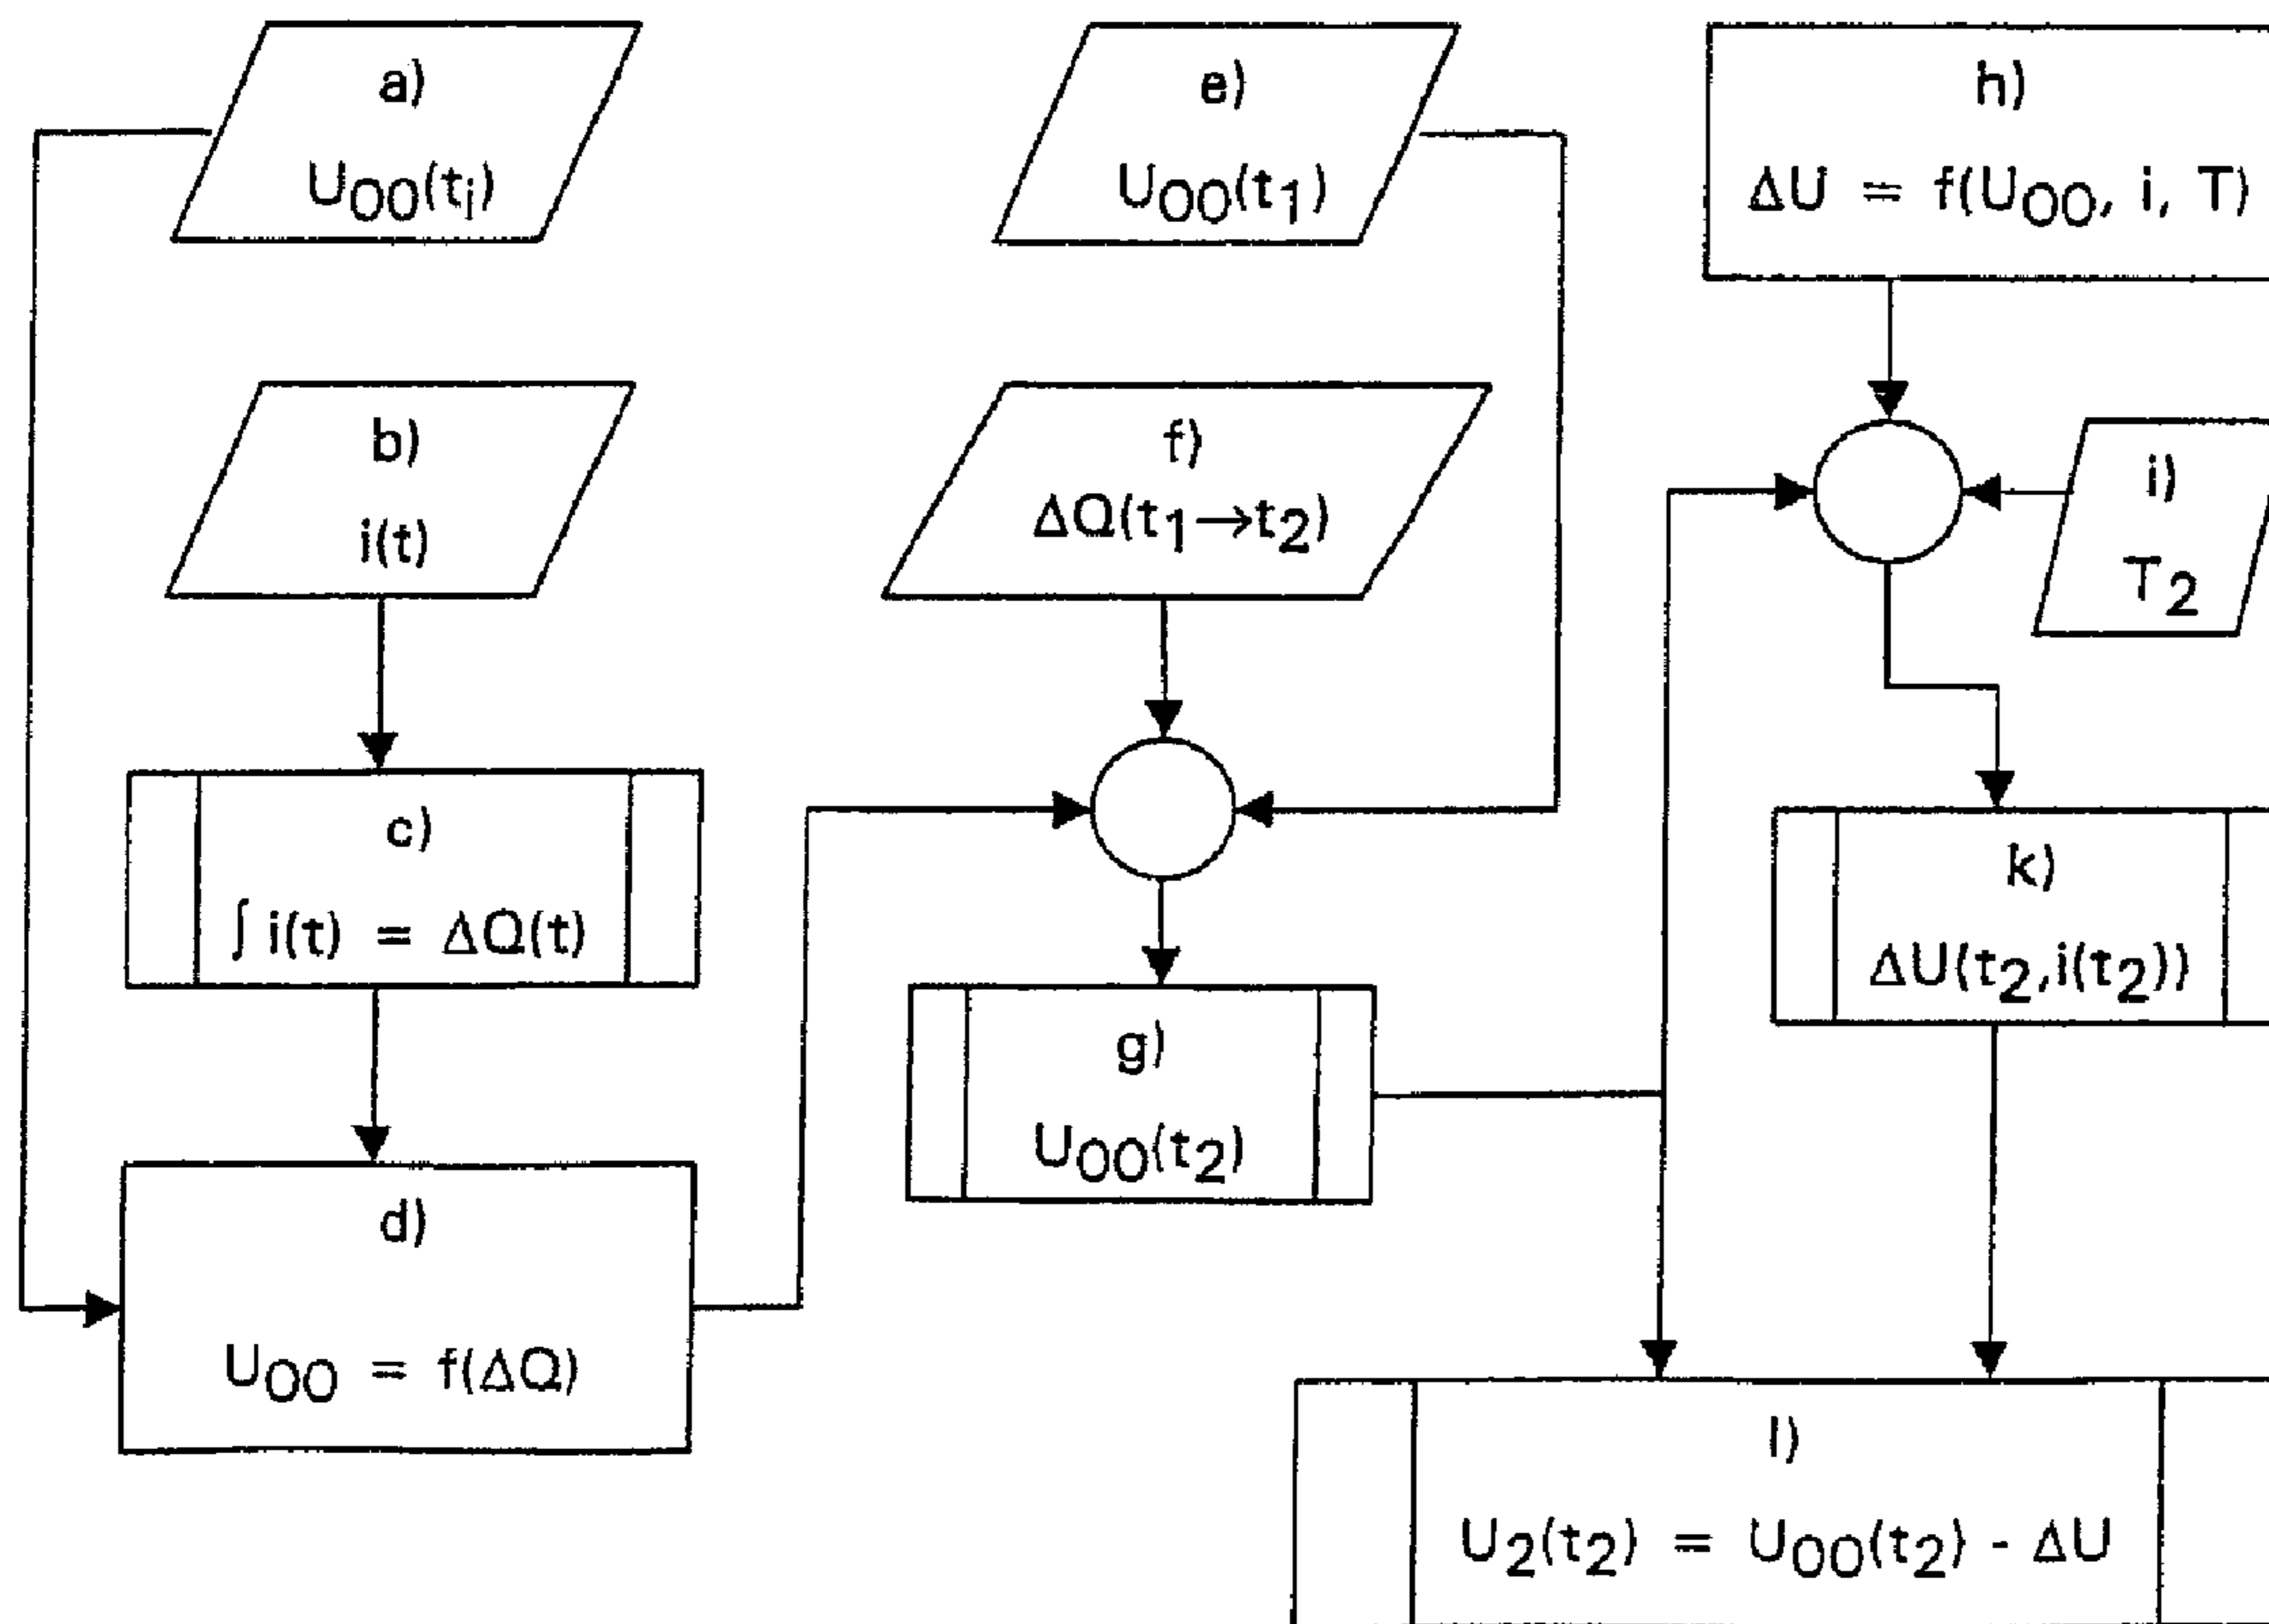 a)
U₀₀(tᵢ)
b)
i(t)
c)
∫ i(t) = ΔQ(t)
d)
U₀₀ = f(ΔQ)
e)
U₀₀(t₁)
f)
ΔQ(t₁→t₂)
g)
U₀₀(t₂)
h)
ΔU = f(U₀₀, i, T)
i)
T₂
k)
ΔU(t₂,i(t₂))
l)
U₂(t₂) = U₀₀(t₂) - ΔU